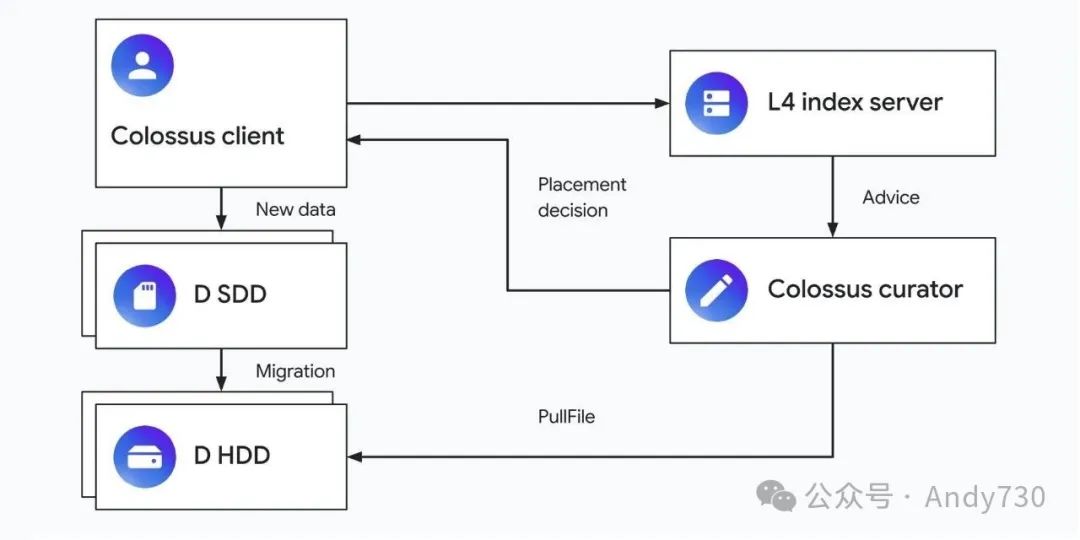 Colossus client
L4 index server
Placement
decision
Advice
New data
D SDD
Colossus curator
Migration
PullFile
D HDD
公众号 · Andy730